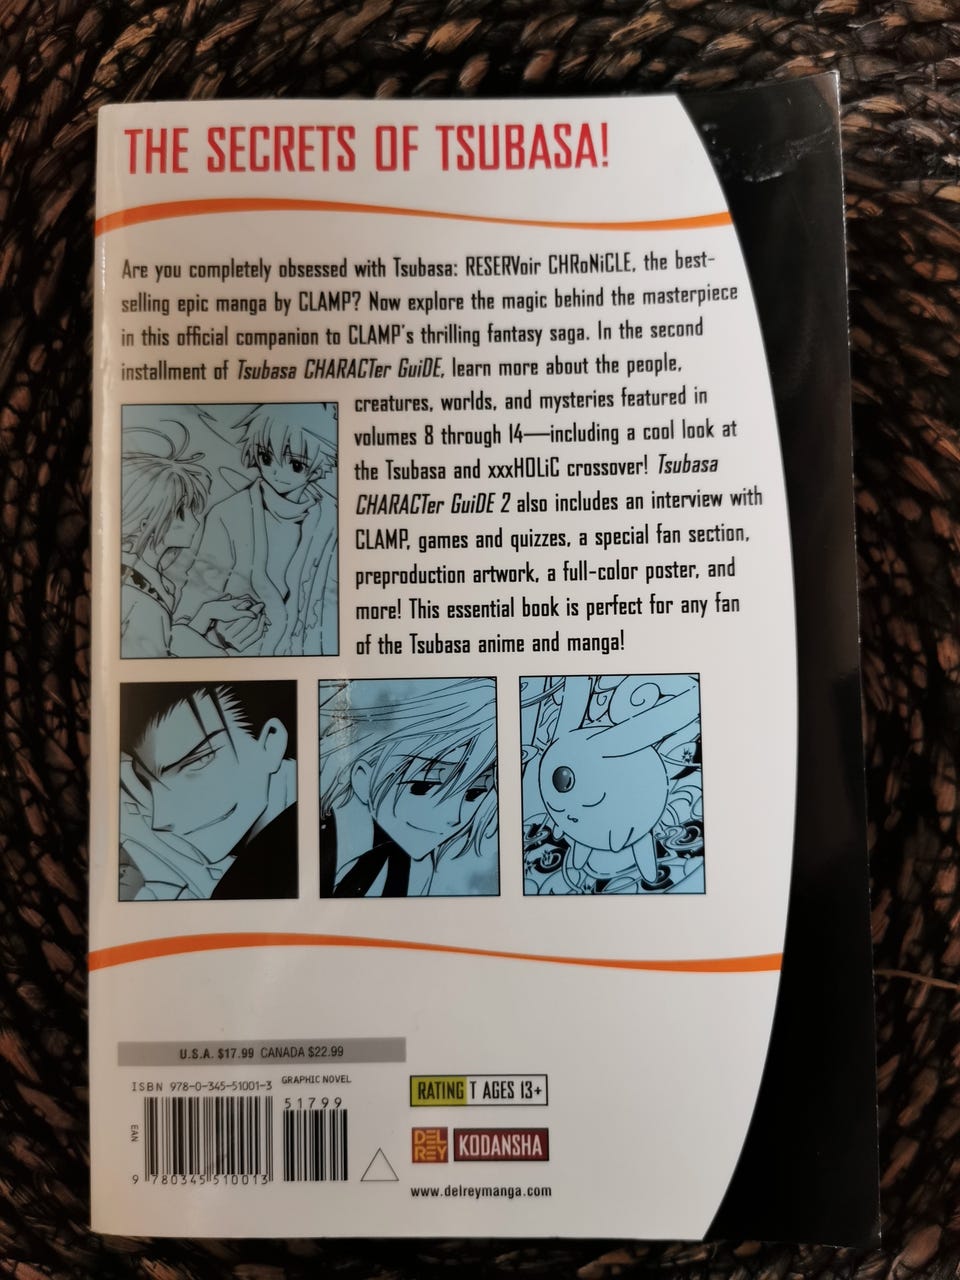 THE SECRETS OF TSUBASA!
Are you completely obsessed with Tsubasa: RESERVoir CHRoNiCLE, the best-
selling epic manga by CLAMP? Now explore the magic behind the masterpiece
in this official companion to CLAMP's thrilling fantasy saga. In the second
installment of Tsubasa CHARACTer GuiDE, learn more about the people,
creatures, worlds, and mysteries featured in
volumes 8 through 14—including a cool look at
the Tsubasa and xxxHOLiC crossover! Tsubasa
CHARACTer GuiDE 2 also includes an interview with
CLAMP, games and quizzes, a special fan section,
preproduction artwork, a full-color poster, and
more! This essential book is perfect for any fan
of the Tsubasa anime and manga!
U.S.A. $17.99 CANADA $22.99
ISBN 978-0-345-51001-3 GRAPHIC NOVEL
51799
EAN
9 780345 510013
RATING T AGES 13+
DEL
REY
KODANSHA
www.delreymanga.com